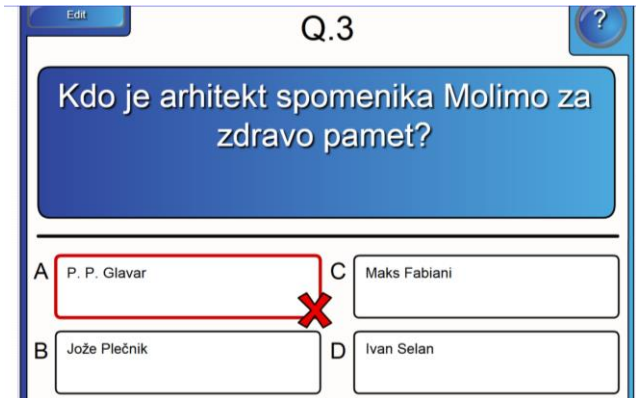 Edit
Q.3
?
Kdo je arhitekt spomenika Molimo za
zdravo pamet?
A P. P. Glavar
C Maks Fabiani
B Jože Plečnik
D Ivan Selan